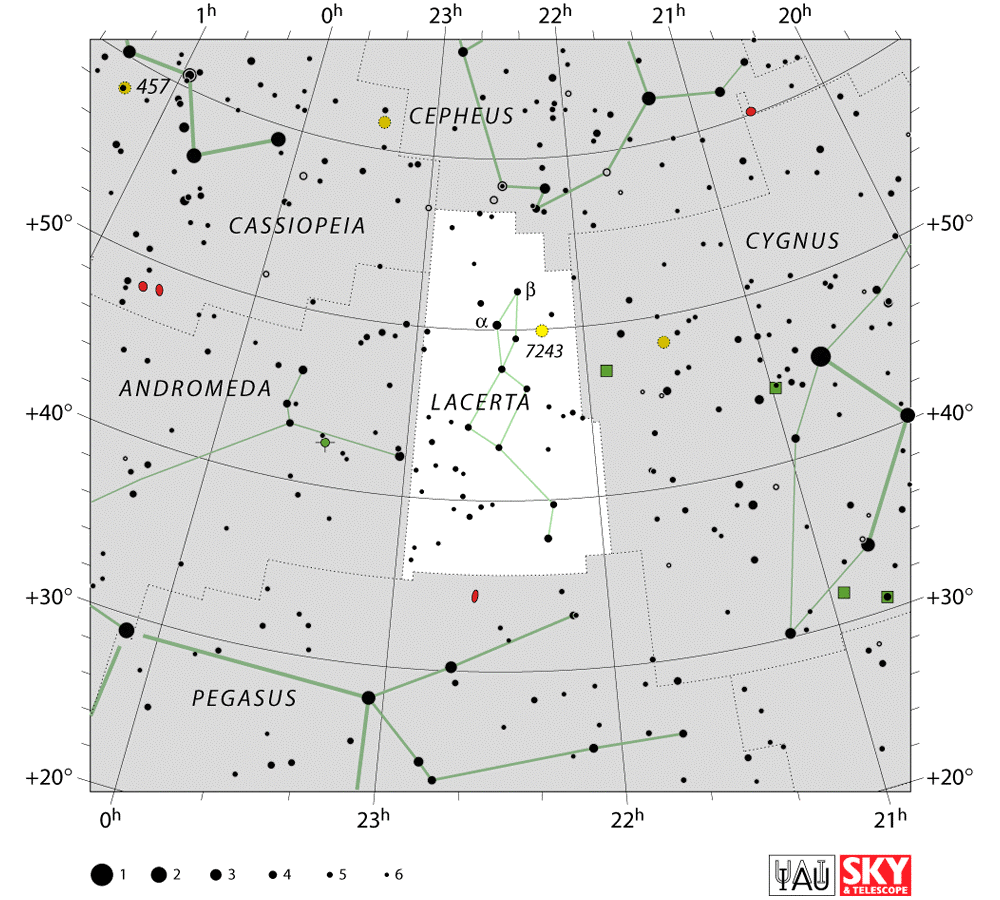 1h 0h 23h 22h 21h 20h
457
CEPHEUS
+50° CASSIOPEIA CYGNUS +50°
β
α
7243
ANDROMEDA
LACERTA
+40° +40°
+30° +30°
PEGASUS
+20° +20°
0h 23h 22h 21h
1 2 3 4 5 6
IAU
SKY
& TELESCOPE